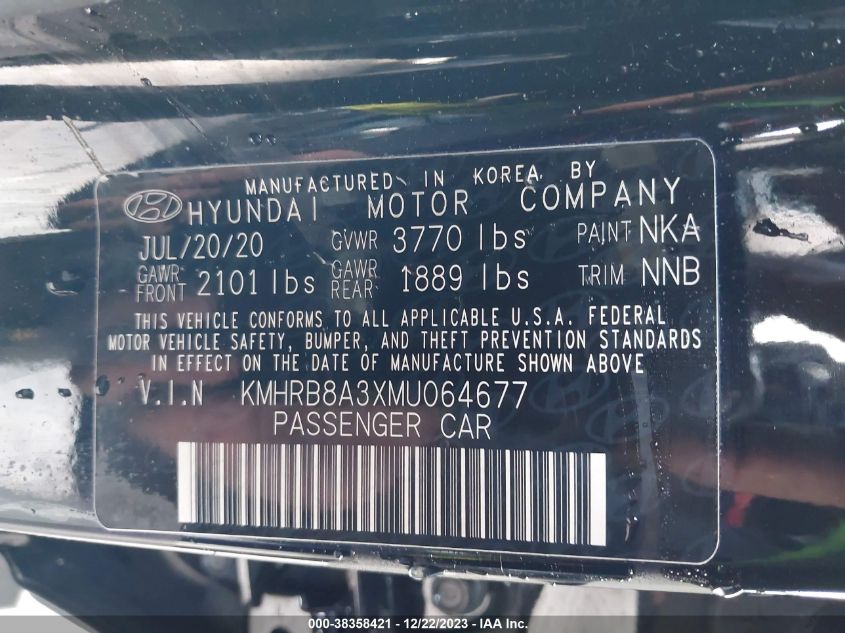 MANUFACTURED IN KOREA BY
HYUNDAI MOTOR COMPANY
JUL/20/20 GVWR 3770 lbs PAINT NKA
GAWR FRONT 2101 lbs GAWR REAR 1889 lbs TRIM NNB
THIS VEHICLE CONFORMS TO ALL APPLICABLE U.S.A. FEDERAL
MOTOR VEHICLE SAFETY, BUMPER, AND THEFT PREVENTION STANDARDS
IN EFFECT ON THE DATE OF MANUFACTURE SHOWN ABOVE
V.I.N KMHRB8A3XMU064677
PASSENGER CAR
000-38358421 - 12/22/2023 - IAA Inc.